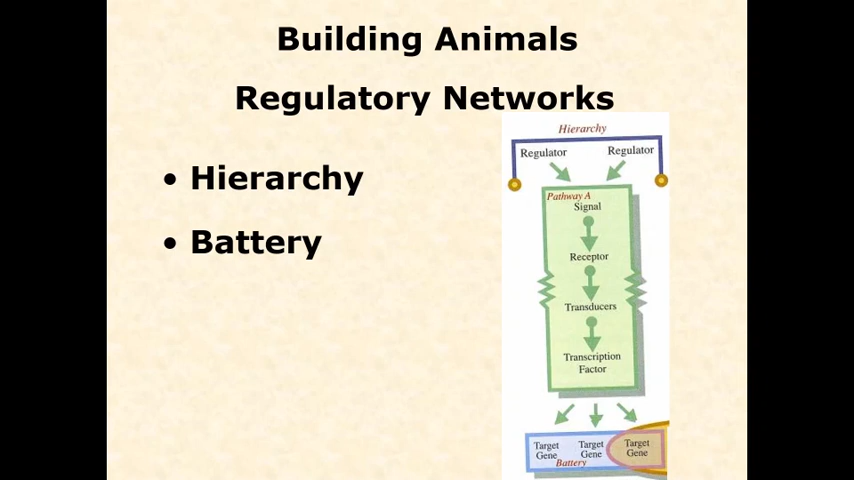 Building Animals
Regulatory Networks
• Hierarchy
• Battery
Hierarchy
Regulator Regulator
Pathway A
Signal
Receptor
Transducers
Transcription
Factor
Target Target Target
Gene Gene Gene
Battery